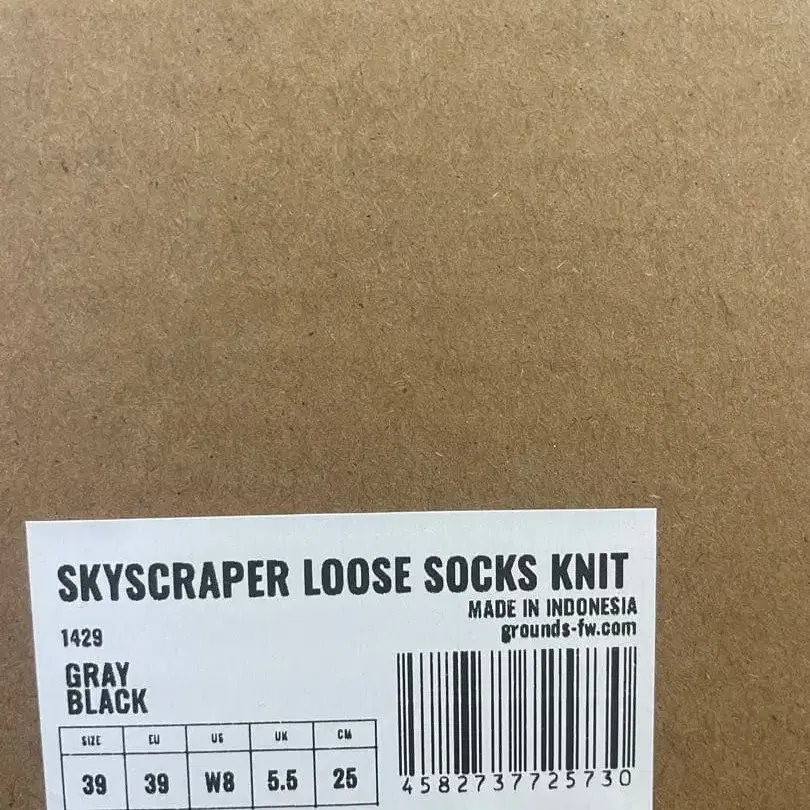 SKYSCRAPER LOOSE SOCKS KNIT
MADE IN INDONESIA
grounds-fw.com
1429
GRAY
BLACK
SIZE EU US UK CM
39 39 W8 5.5 25
4582737725730